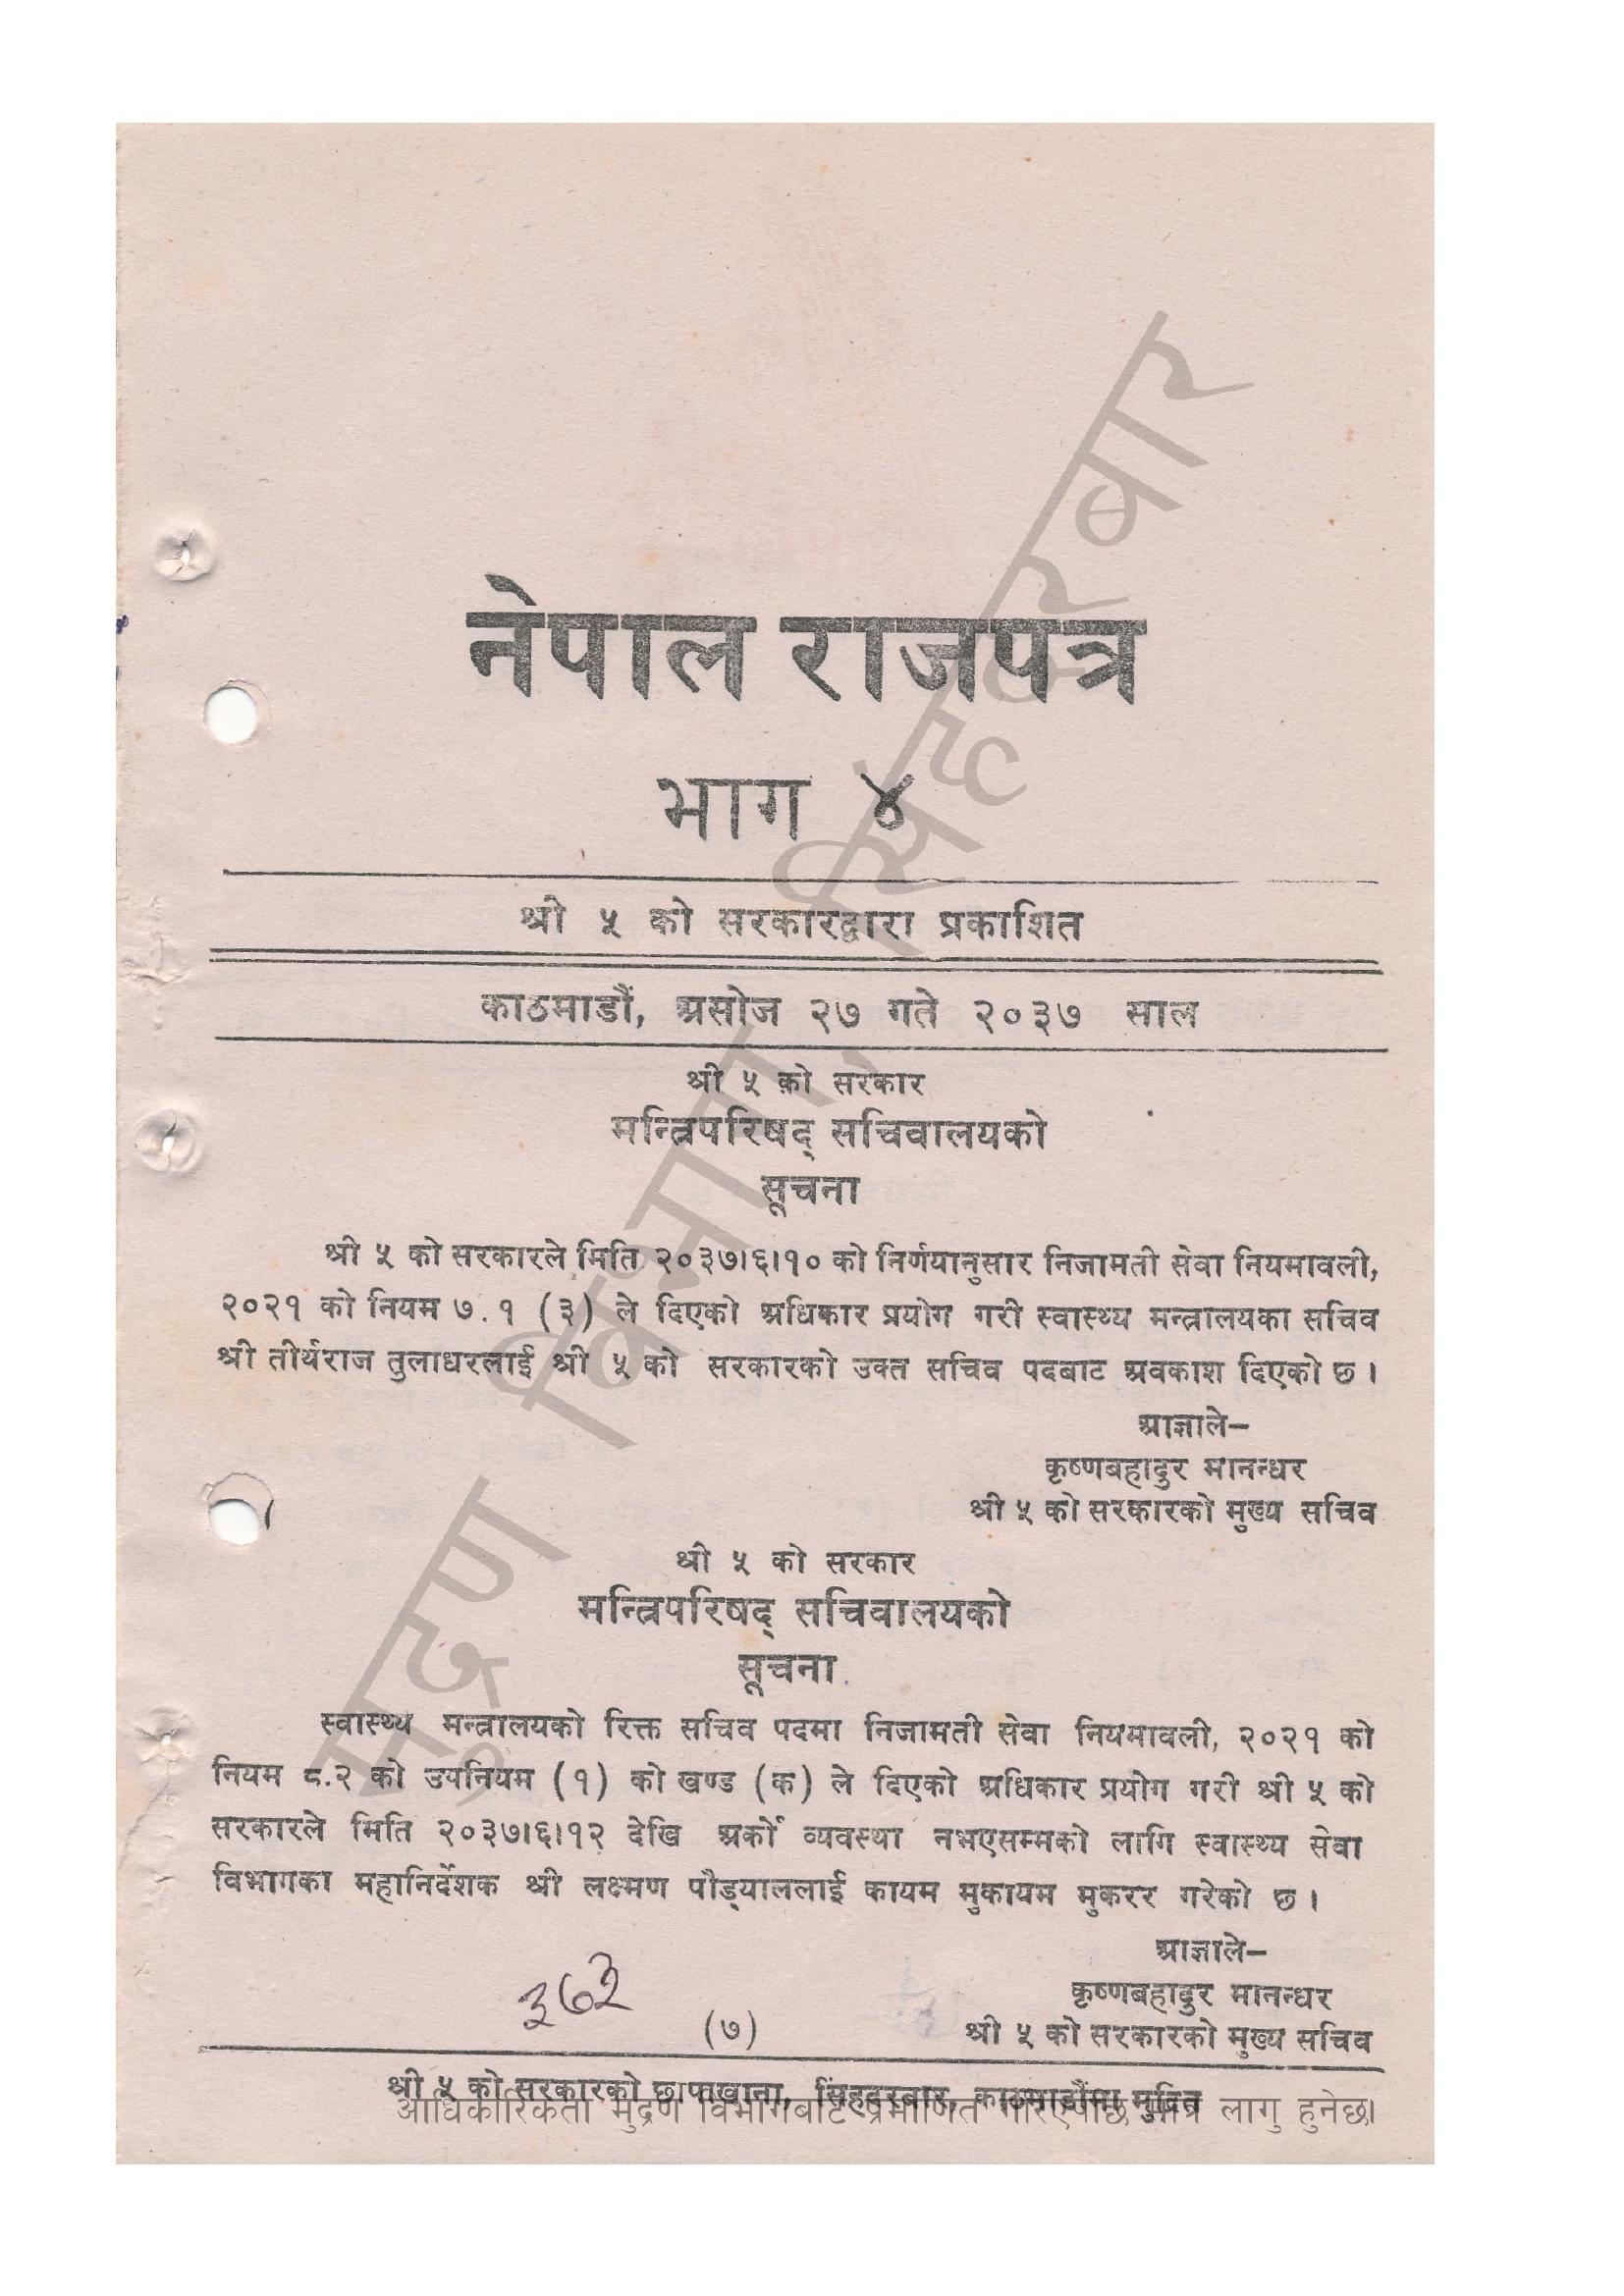 नेपाल राजपत्र
भाग ४
श्री ५ को सरकारद्वारा प्रकाशित
काठमाडौं, असोज २७ गते २०३७ साल
श्री ५ को सरकार
मन्त्रिपरिषद् सचिवालयको
सूचना
श्री ५ को सरकारले मिति २०३७।६।१० को निर्णयानुसार निजामती सेवा नियमावली,
२०२१ को नियम ७.१ (३) ले दिएको अधिकार प्रयोग गरी स्वास्थ्य मन्त्रालयका सचिव
श्री तीर्थराज तुलाधरलाई श्री ५ को सरकारको उक्त सचिव पदबाट अवकाश दिएको छ ।
आज्ञाले–
कृष्णबहादुर मानन्धर
श्री ५ को सरकारको मुख्य सचिव
श्री ५ को सरकार
मन्त्रिपरिषद् सचिवालयको
सूचना
स्वास्थ्य मन्त्रालयको रिक्त सचिव पदमा निजामती सेवा नियमावली, २०२१ को
नियम ८.२ को उपनियम (१) को खण्ड (क) ले दिएको अधिकार प्रयोग गरी श्री ५ को
सरकारले मिति २०३७।६।१२ देखि अर्को व्यवस्था नभएसम्मको लागि स्वास्थ्य सेवा
विभागका महानिर्देशक श्री लक्ष्मण पौड्याललाई कायम मुकायम मुकरर गरेको छ ।
आज्ञाले–
कृष्णबहादुर मानन्धर
३७३
(७)
श्री ५ को सरकारको मुख्य सचिव
श्री ५ को सरकारको छापाखाना, सिंहदरबार, काठमाडौंमा मुद्रित
आधिकारिकता मुद्रण विभागबाट प्रमाणित गरिएपछि मात्र लागु हुनेछ।
मुद्रण विभाग, सिंहदरबार